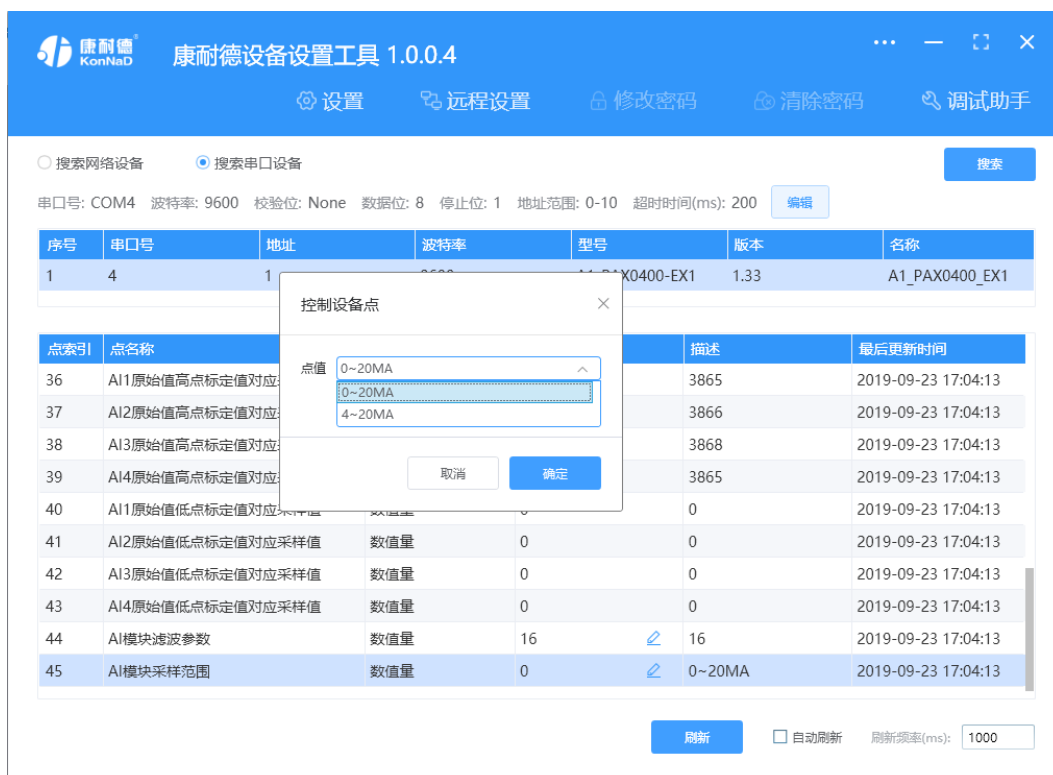 康耐德 康耐德设备设置工具 1.0.0.4
KonNaD
设置 远程设置 修改密码 清除密码 调试助手
搜索网络设备 搜索串口设备 搜索
串口号: COM4 波特率: 9600 校验位: None 数据位: 8 停止位: 1 地址范围: 0-10 超时时间(ms): 200 编辑
序号 串口号 地址 波特率 型号 版本 名称
1 4 1 9600 A1_PAX0400-EX1 1.33 A1_PAX0400_EX1
控制设备点
点索引 点名称 描述 最后更新时间
点值 0~20MA
0~20MA
4~20MA
取消 确定
36 AI1原始值高点标定值对应 3865 2019-09-23 17:04:13
37 AI2原始值高点标定值对应 3866 2019-09-23 17:04:13
38 AI3原始值高点标定值对应 3868 2019-09-23 17:04:13
39 AI4原始值高点标定值对应 3865 2019-09-23 17:04:13
40 AI1原始值低点标定值对应采样值 数值量 0 0 2019-09-23 17:04:13
41 AI2原始值低点标定值对应采样值 数值量 0 0 2019-09-23 17:04:13
42 AI3原始值低点标定值对应采样值 数值量 0 0 2019-09-23 17:04:13
43 AI4原始值低点标定值对应采样值 数值量 0 0 2019-09-23 17:04:13
44 AI模块滤波参数 数值量 16 16 2019-09-23 17:04:13
45 AI模块采样范围 数值量 0 0~20MA 2019-09-23 17:04:13
刷新 自动刷新 刷新频率(ms): 1000